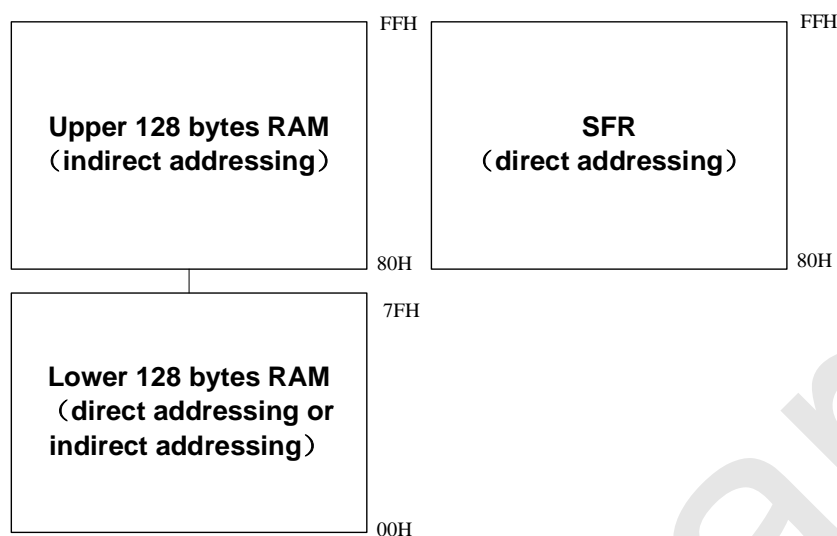 FFH
FFH
Upper 128 bytes RAM
（indirect addressing）
SFR
（direct addressing）
80H
80H
7FH
Lower 128 bytes RAM
（direct addressing or
indirect addressing）
00H